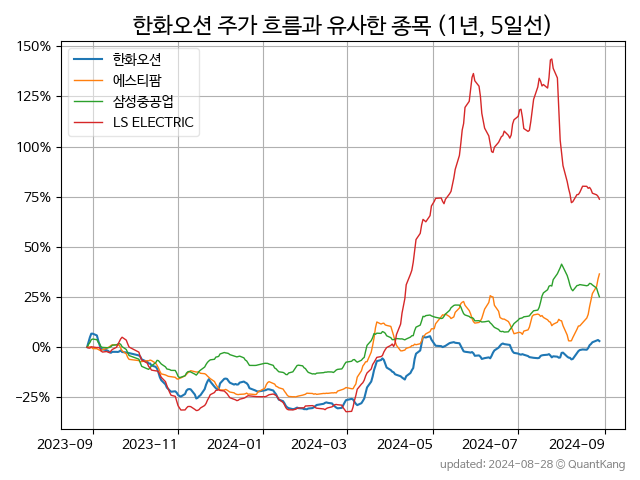 한화오션 주가 흐름과 유사한 종목 (1년, 5일선)
150%
125%
100%
75%
50%
25%
0%
−25%
한화오션
에스티팜
삼성중공업
LS ELECTRIC
2023-09 2023-11 2024-01 2024-03 2024-05 2024-07 2024-09
updated: 2024-08-28 © QuantKang